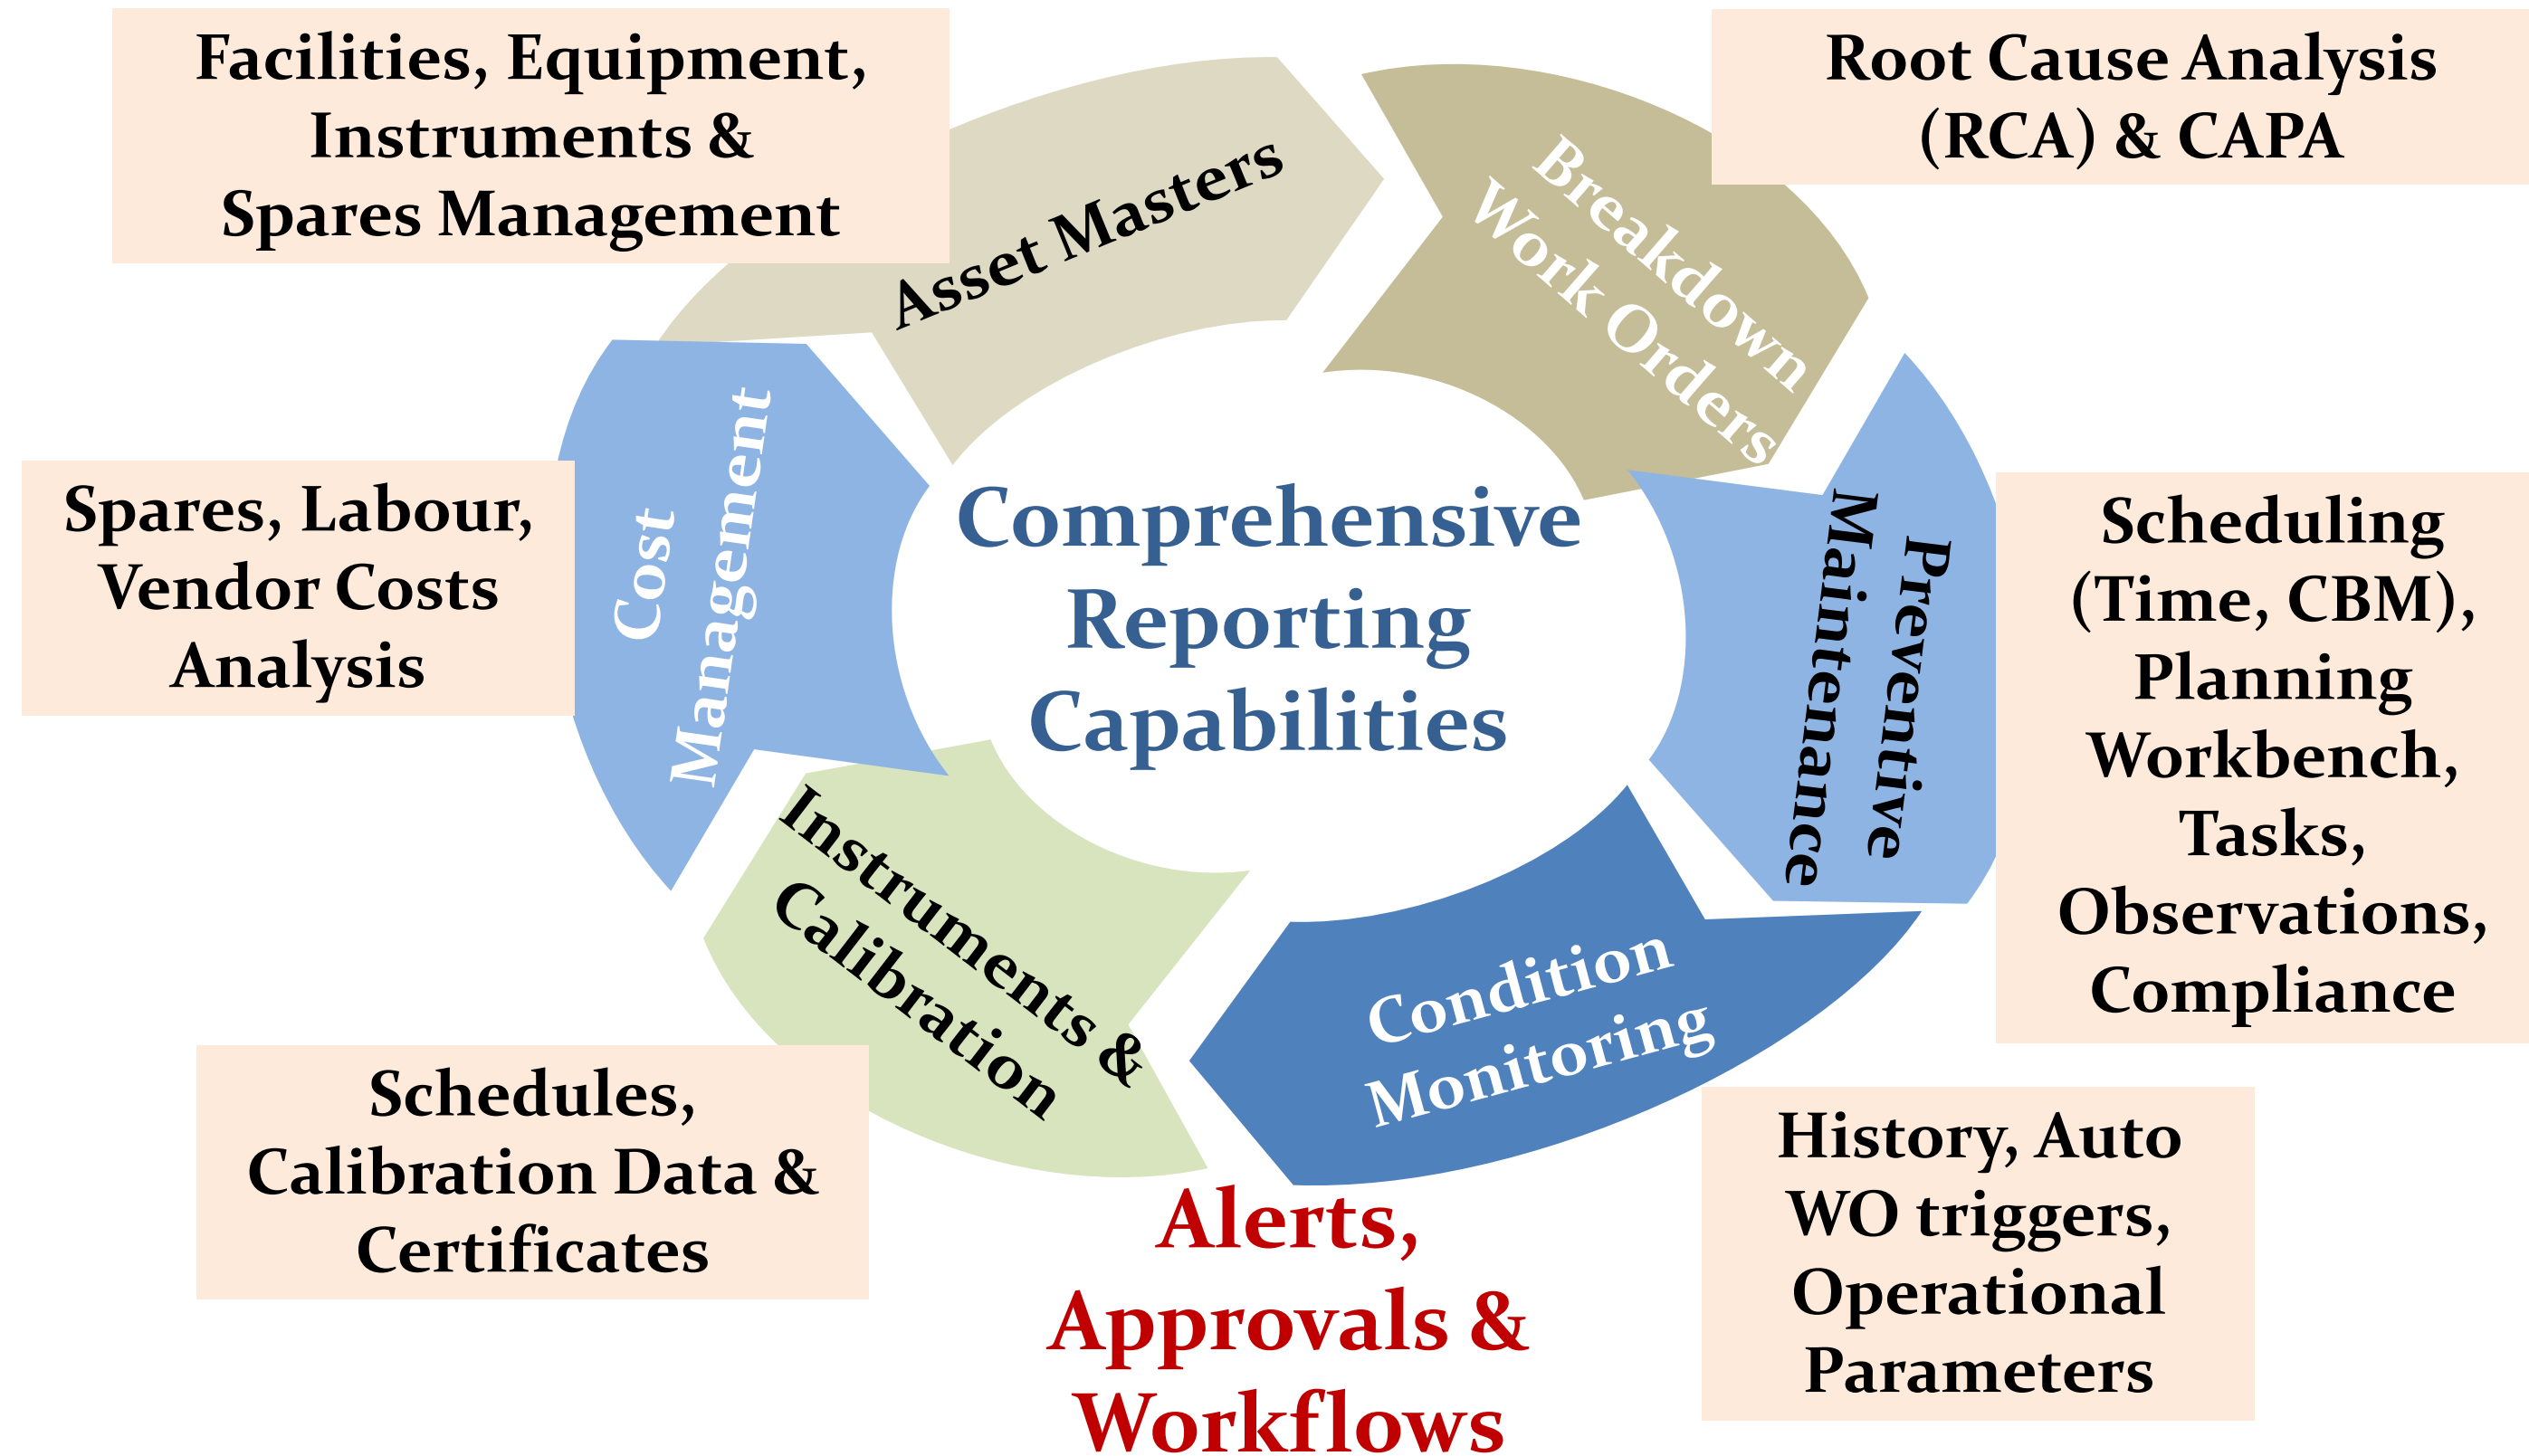 Facilities, Equipment,
Instruments &
Spares Management
Root Cause Analysis
(RCA) & CAPA
Asset Masters
Breakdown
Work Orders
Spares, Labour,
Vendor Costs
Analysis
Cost
Management
Comprehensive
Reporting
Capabilities
Preventive
Maintenance
Scheduling
(Time, CBM),
Planning
Workbench,
Tasks,
Observations,
Compliance
Instruments &
Calibration
Condition
Monitoring
Schedules,
Calibration Data &
Certificates
Alerts,
Approvals &
Workflows
History, Auto
WO triggers,
Operational
Parameters